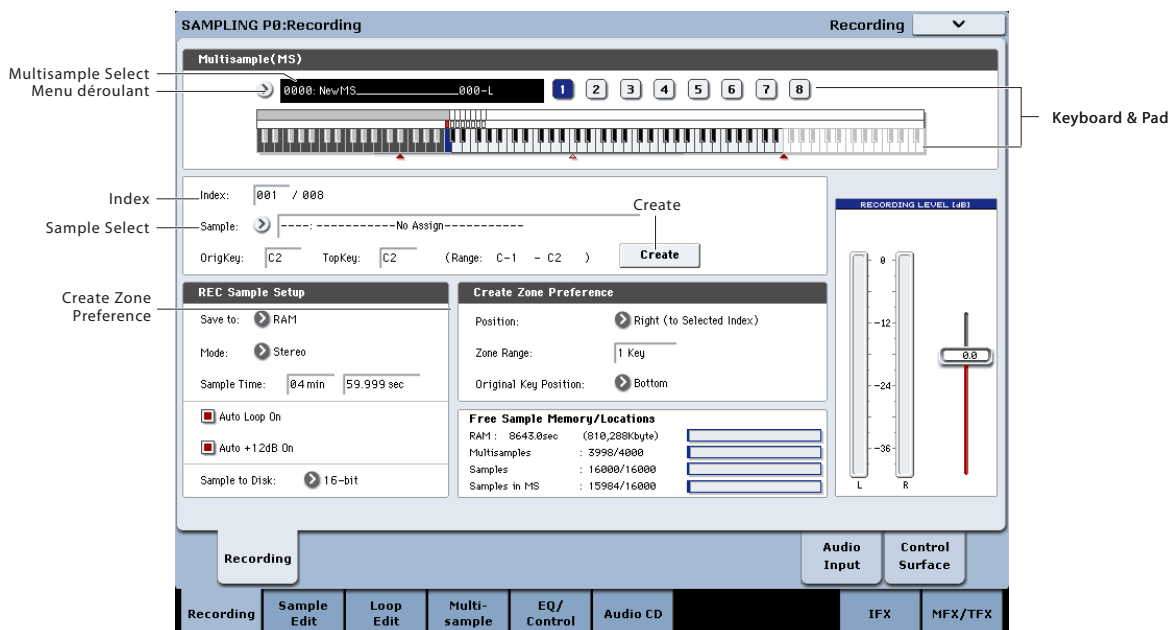 SAMPLING P0:Recording
Recording
Multisample(MS)
Multisample Select
Menu déroulant
0000: NewMS_______________000-L
1 2 3 4 5 6 7 8
Keyboard & Pad
Index
Index: 001 / 008
Sample Select
Sample: ----: ------------No Assign------------
Create
OrigKey: C2 TopKey: C2 (Range: C-1 - C2 )
Create
RECORDING LEVEL [dB]
Create Zone
Preference
REC Sample Setup
Save to: RAM
Mode: Stereo
Sample Time: 04 min 59.999 sec
Auto Loop On
Auto +12dB On
Sample to Disk: 16-bit
Create Zone Preference
Position: Right (to Selected Index)
Zone Range: 1 Key
Original Key Position: Bottom
Free Sample Memory/Locations
RAM : 8643.0sec (810,288Kbyte)
Multisamples : 3998/4000
Samples : 16000/16000
Samples in MS : 15984/16000
0
-12
-24
-36
L R
0.0
Recording
Audio Input
Control Surface
Recording
Sample Edit
Loop Edit
Multi-sample
EQ/Control
Audio CD
IFX
MFX/TFX